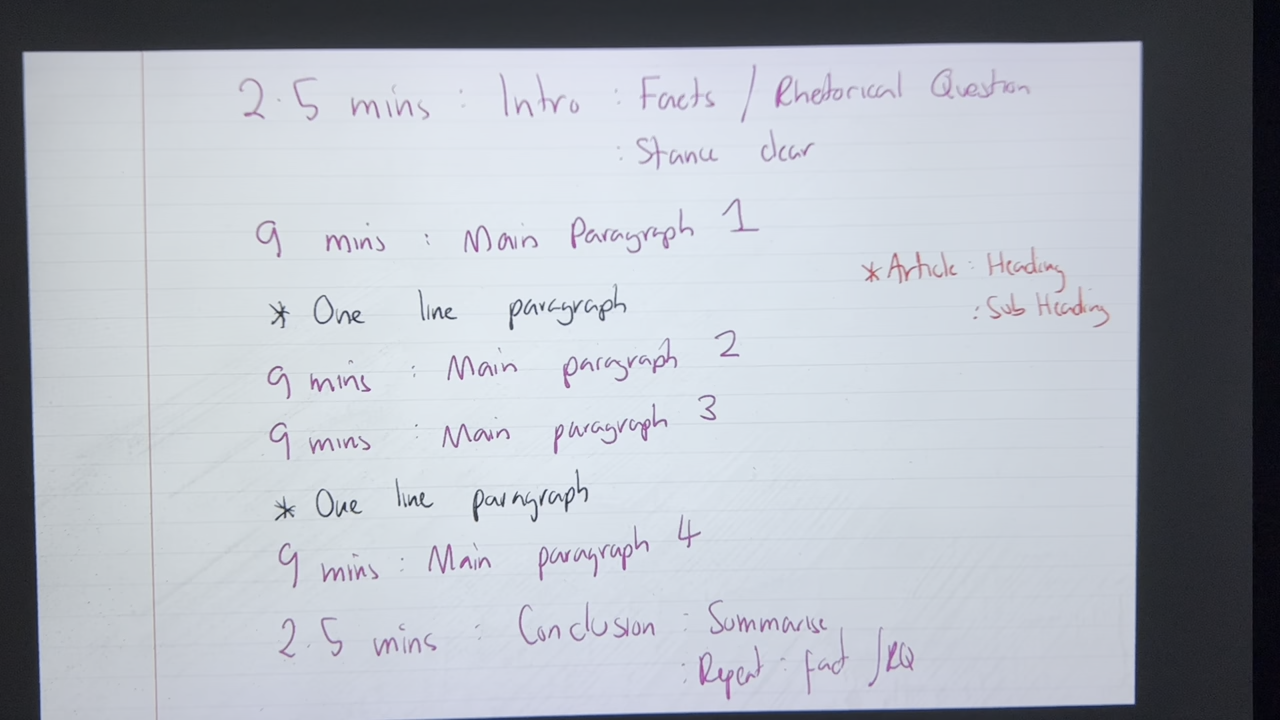 2.5 mins : Intro : Facts / Rhetorical Question
: Stance clear
9 mins : Main Paragraph 1
* Article : Heading
: Sub Heading
* One line paragraph
9 mins : Main paragraph 2
9 mins : Main paragraph 3
* One line paragraph
9 mins : Main paragraph 4
2.5 mins : Conclusion : Summarise
: Repeat : fact / RQ